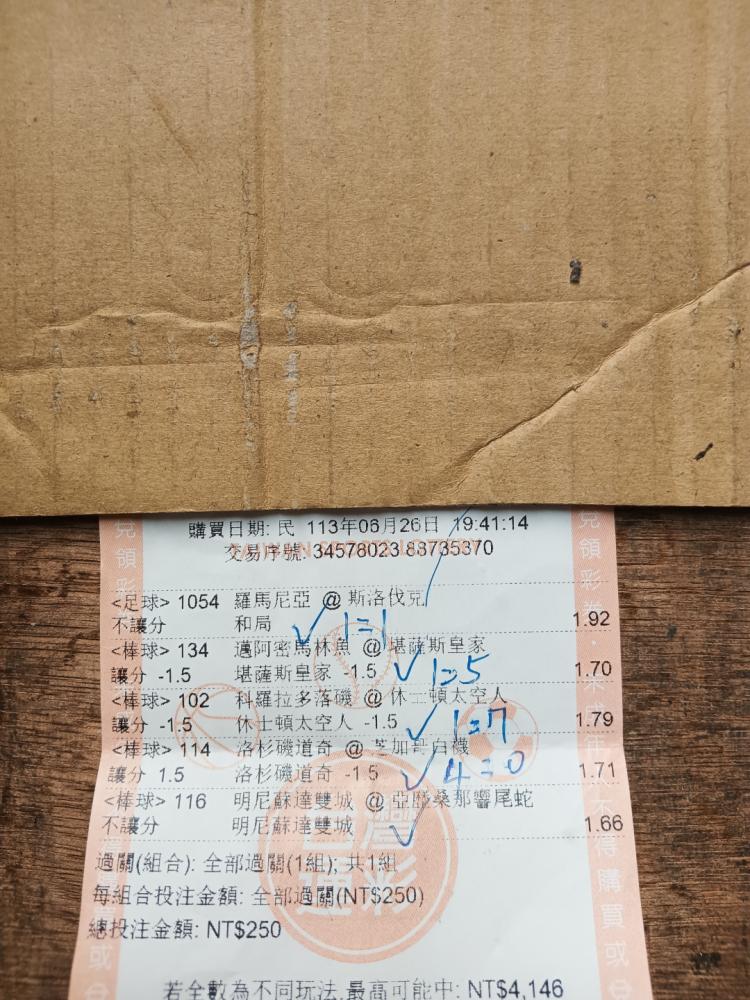 購買日期: 民 113年06月26日 19:41:14
交易序號: 34578023 83735370
<足球> 1054 羅馬尼亞 @ 斯洛伐克
不讓分 和局 1=1 1.92
<棒球> 134 邁阿密馬林魚 @ 堪薩斯皇家
讓分 -1.5 堪薩斯皇家 -1.5 1=5 1.70
<棒球> 102 科羅拉多落磯 @ 休士頓太空人
讓分 -1.5 休士頓太空人 -1.5 1=7 1.79
<棒球> 114 洛杉磯道奇 @ 芝加哥白襪
讓分 1.5 洛杉磯道奇 -1.5 4=0 1.71
<棒球> 116 明尼蘇達雙城 @ 亞歷桑那響尾蛇
不讓分 明尼蘇達雙城 1.66
過關(組合): 全部過關(1組); 共1組
每組合投注金額: 全部過關(NT$250)
總投注金額: NT$250
若全數為不同玩法,最高可能中: NT$4,146